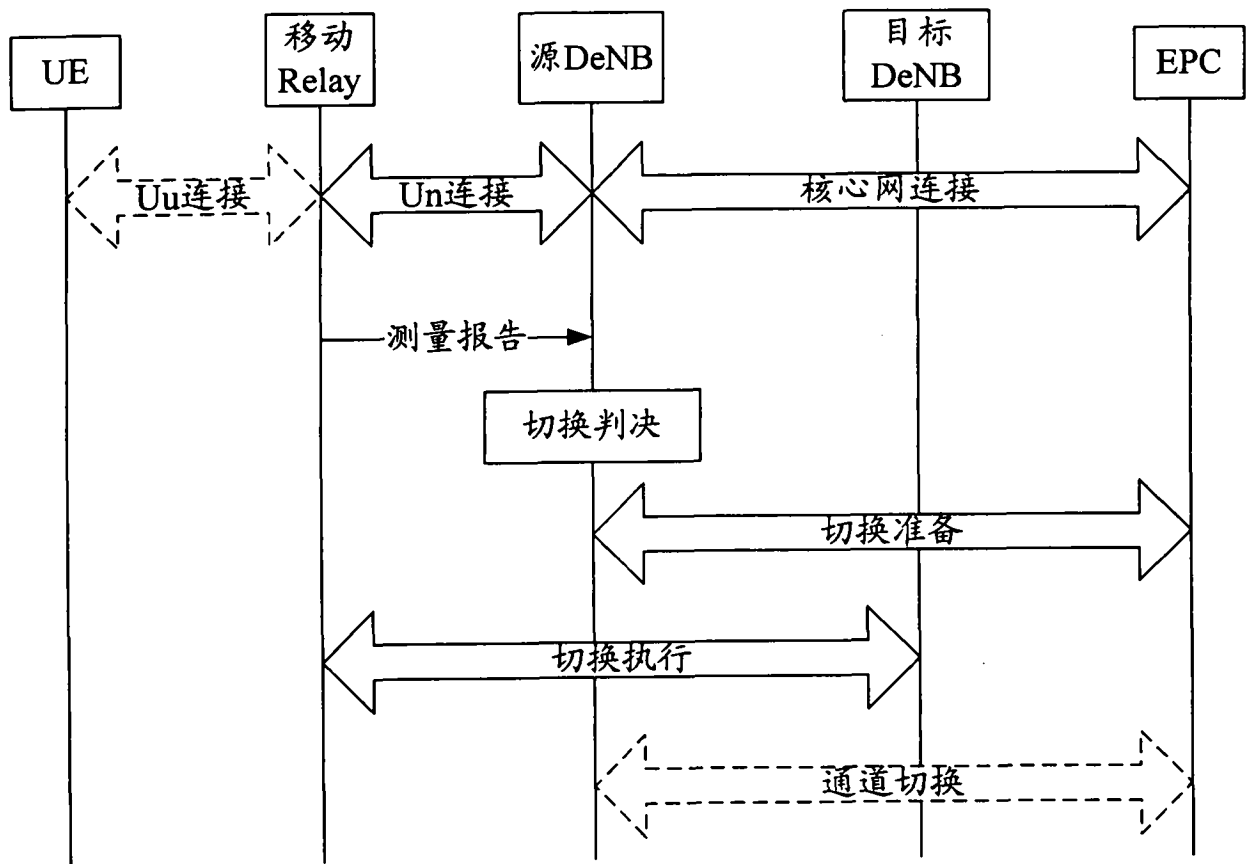 UE
移动
Relay
源DeNB
目标
DeNB
EPC
Uu连接
Un连接
核心网连接
测量报告
切换判决
切换准备
切换执行
通道切换